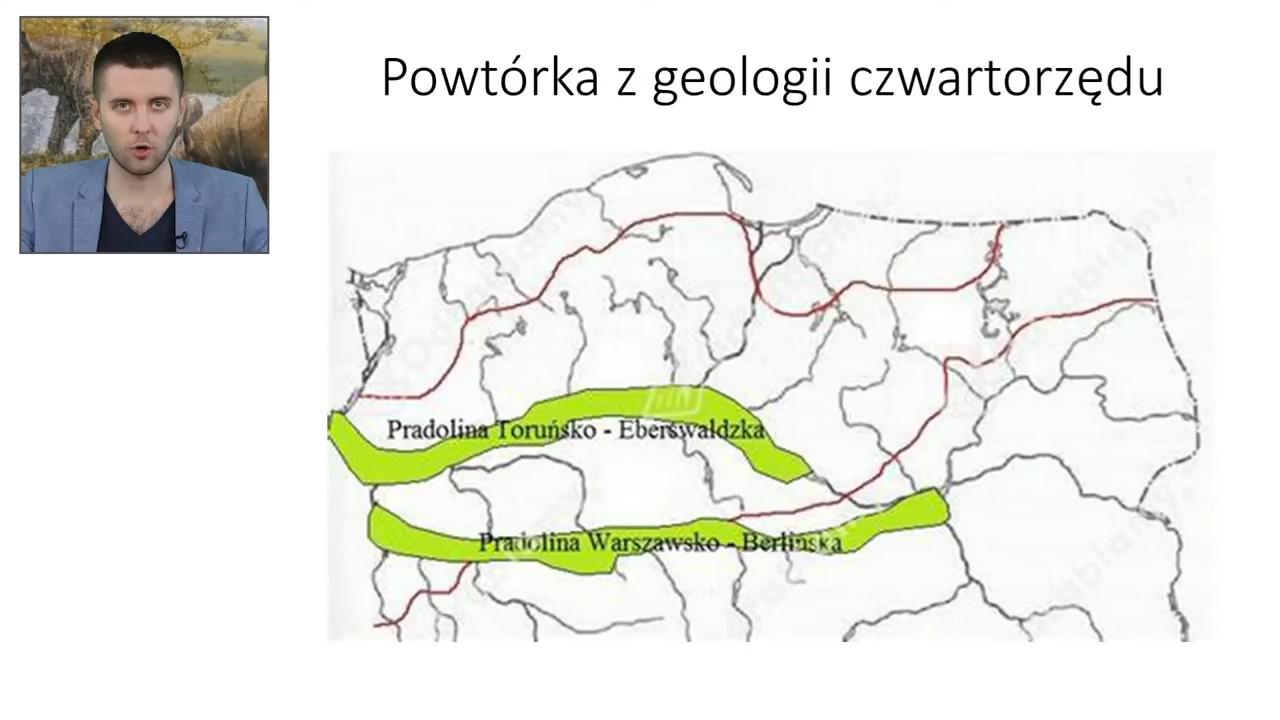 Powtórka z geologii czwartorzędu
Pradolina Toruńsko - Eberswaldzka
Pradolina Warszawsko - Berlińska